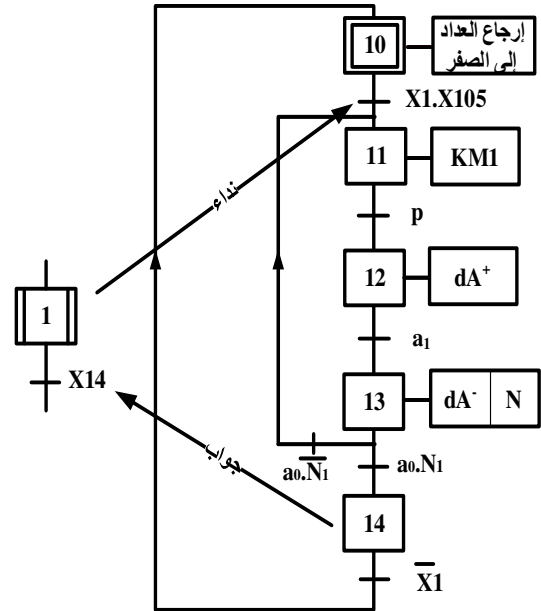 10
إرجاع العداد
إلى الصفر
X1.X105
11
KM1
نداء
p
12
dA⁺
1
a₁
X14
13
dA⁻ N
جواب
a₀.N̅₁
a₀.N₁
14
X̅1